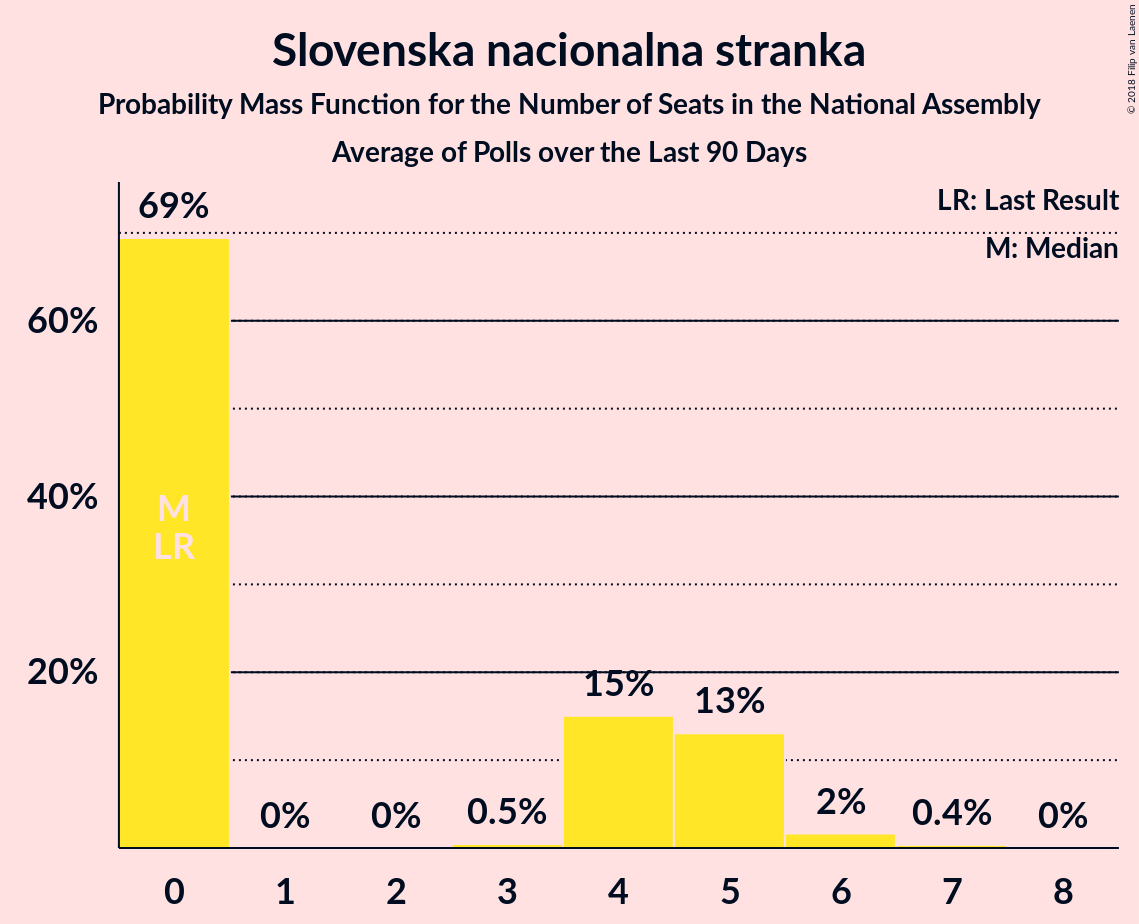 Slovenska nacionalna stranka
Probability Mass Function for the Number of Seats in the National Assembly
Average of Polls over the Last 90 Days
© 2018 Filip van Laenen
LR: Last Result
M: Median
69%
60%
40%
20%
M
LR
0%
0%
0.5%
15%
13%
2%
0.4%
0%
0 1 2 3 4 5 6 7 8